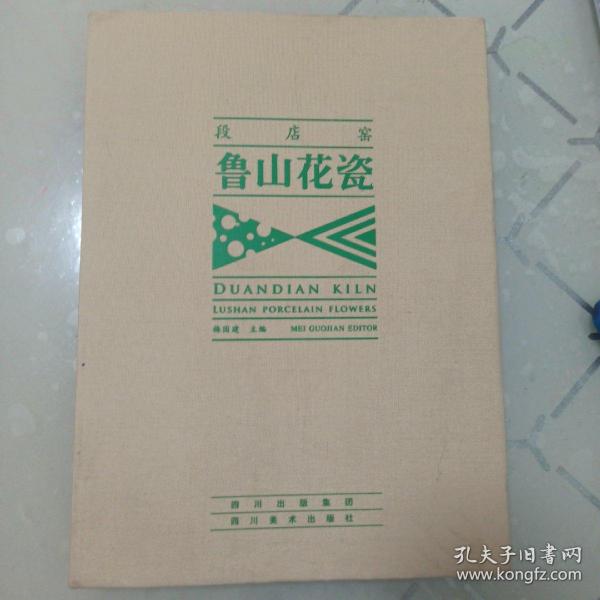 段店窑
鲁山花瓷
DUANDIAN KILN
LUSHAN PORCELAIN FLOWERS
梅国建 主编 MEI GUOJIAN EDITOR
四川出版集团
四川美术出版社
孔夫子旧书网
www.kongfz.com